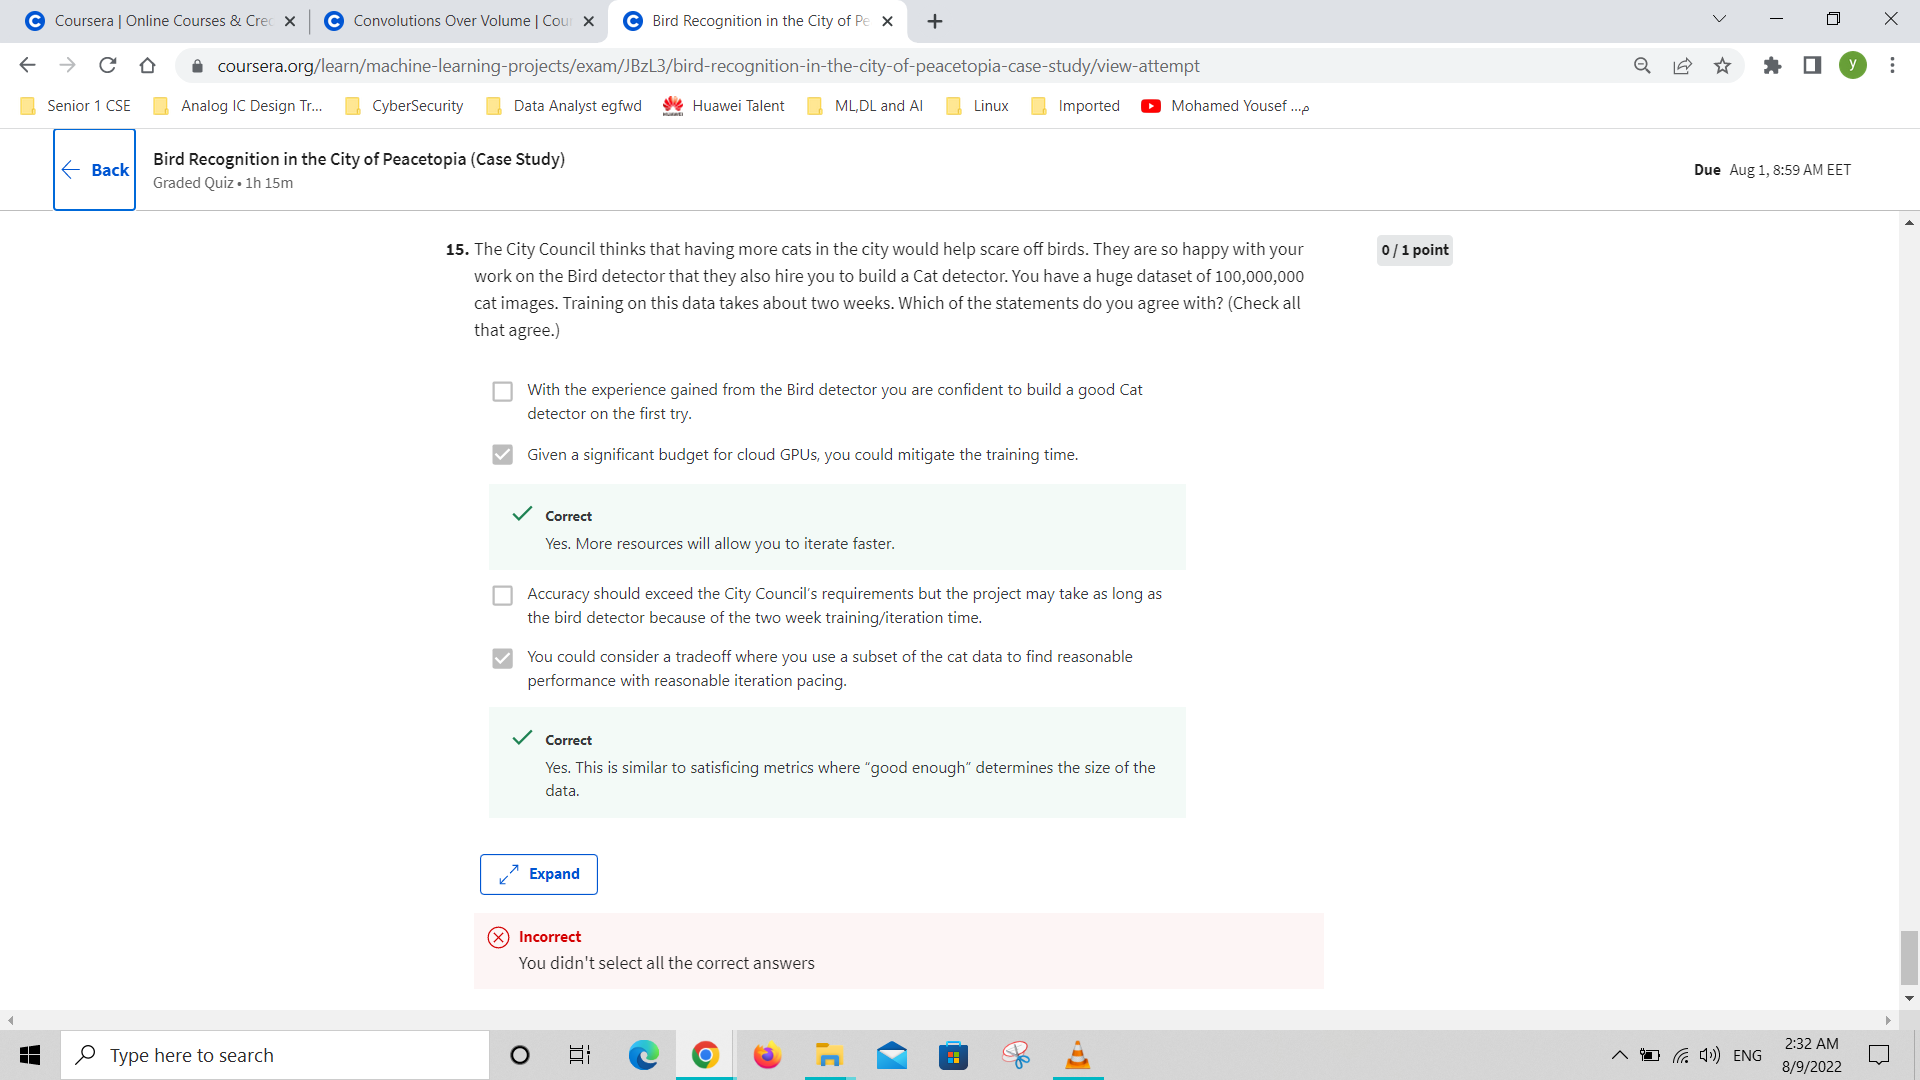 Coursera | Online Courses & Cre
Convolutions Over Volume | Cou
Bird Recognition in the City of Pe
coursera.org/learn/machine-learning-projects/exam/JBzL3/bird-recognition-in-the-city-of-peacetopia-case-study/view-attempt
y
Senior 1 CSE
Analog IC Design Tr...
CyberSecurity
Data Analyst egfwd
Huawei Talent
ML,DL and AI
Linux
Imported
Mohamed Yousef ...م
Back
Bird Recognition in the City of Peacetopia (Case Study)
Graded Quiz • 1h 15m
Due Aug 1, 8:59 AM EET
15. The City Council thinks that having more cats in the city would help scare off birds. They are so happy with your
work on the Bird detector that they also hire you to build a Cat detector. You have a huge dataset of 100,000,000
cat images. Training on this data takes about two weeks. Which of the statements do you agree with? (Check all
that agree.)
0 / 1 point
With the experience gained from the Bird detector you are confident to build a good Cat
detector on the first try.
Given a significant budget for cloud GPUs, you could mitigate the training time.
Correct
Yes. More resources will allow you to iterate faster.
Accuracy should exceed the City Council's requirements but the project may take as long as
the bird detector because of the two week training/iteration time.
You could consider a tradeoff where you use a subset of the cat data to find reasonable
performance with reasonable iteration pacing.
Correct
Yes. This is similar to satisficing metrics where “good enough” determines the size of the
data.
Expand
Incorrect
You didn't select all the correct answers
Type here to search
ENG
2:32 AM
8/9/2022